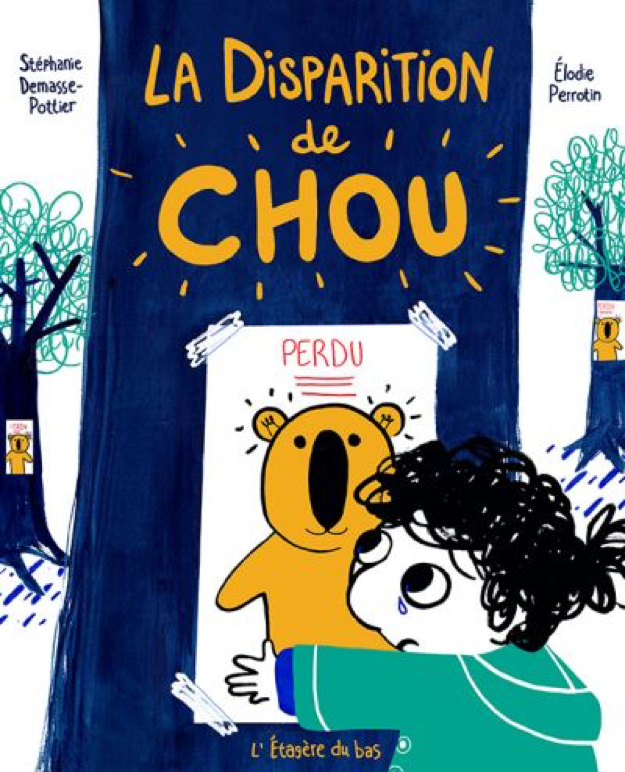 Stéphanie
Demasse-
Pottier
Élodie
Perrotin
LA DISPARITION
de
CHOU
PERDU
L'Étagère du bas